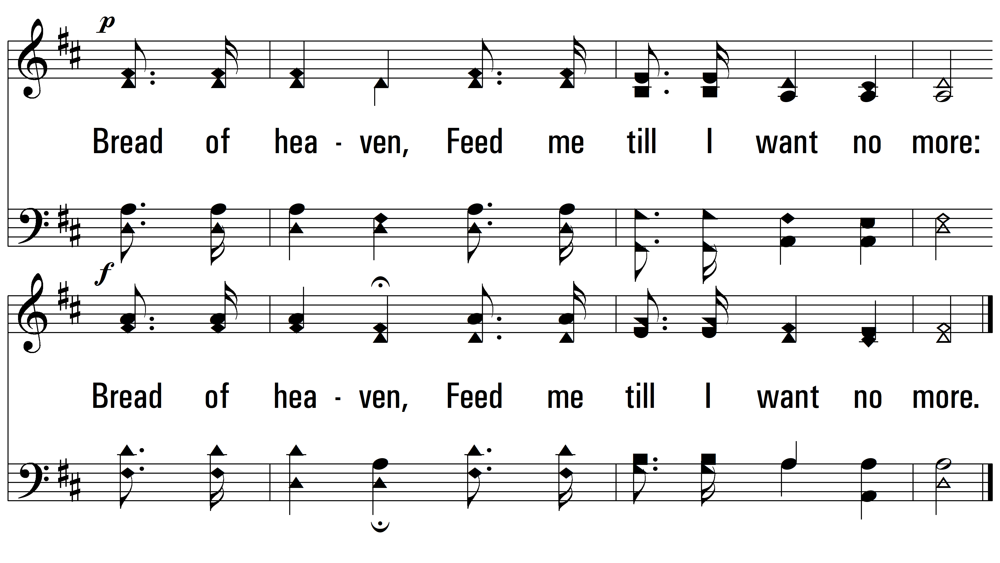 p
Bread of hea - ven, Feed me till I want no more:
f
Bread of hea - ven, Feed me till I want no more.